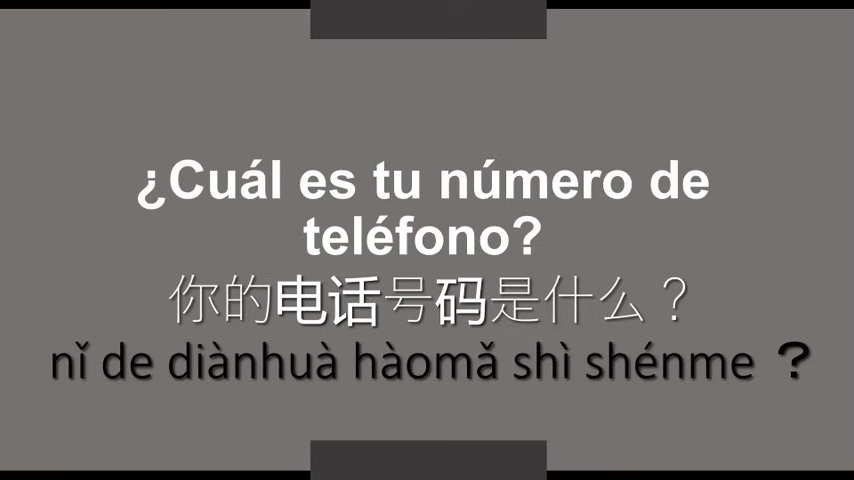 ¿Cuál es tu número de
teléfono?
你的电话号码是什么？
nǐ de diànhuà hàomǎ shì shénme ？